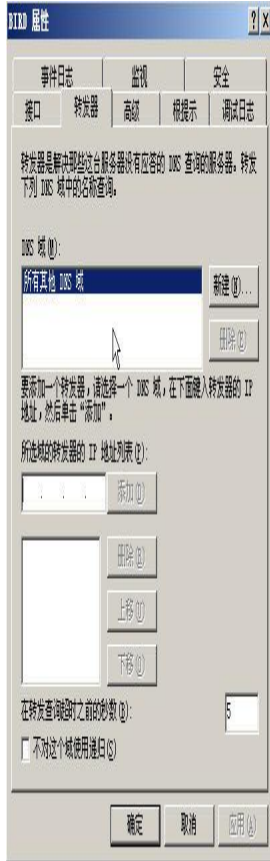 BIRD 属性
事件日志 监视 安全
接口 转发器 高级 根提示 调试日志
转发器是解决那些这台服务器没有应答的 DNS 查询的服务器。转发
下列 DNS 域中的名称查询。
DNS 域(M):
所有其他 DNS 域
新建(W)...
删除(E)
要添加一个转发器,请选择一个 DNS 域,在下面键入转发器的 IP
地址,然后单击“添加”。
所选域的转发器的 IP 地址列表(P):
添加(D)
删除(R)
上移(U)
下移(O)
在转发查询超时之前的秒数(B):
5
不对这个域使用递归(S)
确定 取消 应用(A)